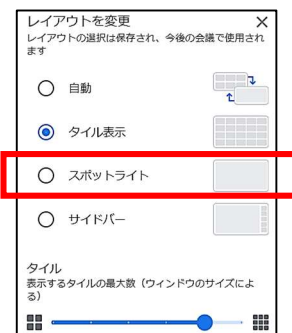 レイアウトを変更
レイアウトの選択は保存され、今後の会議で使用され
ます
自動
タイル表示
スポットライト
サイドバー
タイル
表示するタイルの最大数（ウィンドウのサイズによ
る）